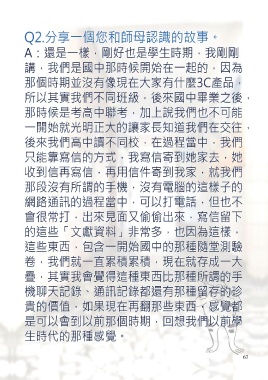 Q2.分享一個您和師母認識的故事。
A：還是一樣，剛好也是學生時期，我剛剛
講，我們是國中那時候開始在一起的，因為
那個時期並沒有像現在大家有什麼3C產品，
所以其實我們不同班級，後來國中畢業之後，
那時候是考高中聯考，加上說我們也不可能
一開始就光明正大的讓家長知道我們在交往，
後來我們高中讀不同校，在過程當中，我們
只能靠寫信的方式，我寫信寄到她家去，她
收到信再寫信，再用信件寄到我家，就我們
那段沒有所謂的手機，沒有電腦的這樣子的
網路通訊的過程當中，可以打電話，但也不
會很常打，出來見面又偷偷出來，寫信留下
的這些「文獻資料」非常多，也因為這樣，
這些東西，包含一開始國中的那種隨堂測驗
卷，我們就一直累積累積，現在就存成一大
疊，其實我會覺得這種東西比那種所謂的手
機聊天記錄、通訊記錄都還有那種留存的珍
貴的價值，如果現在再翻那些東西，感覺都
是可以會到以前那個時期，回想我們以前學
生時代的那種感覺。